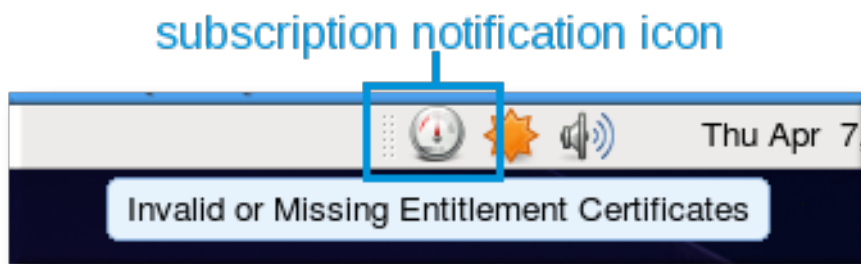 subscription notification icon
Thu Apr 7,
Invalid or Missing Entitlement Certificates